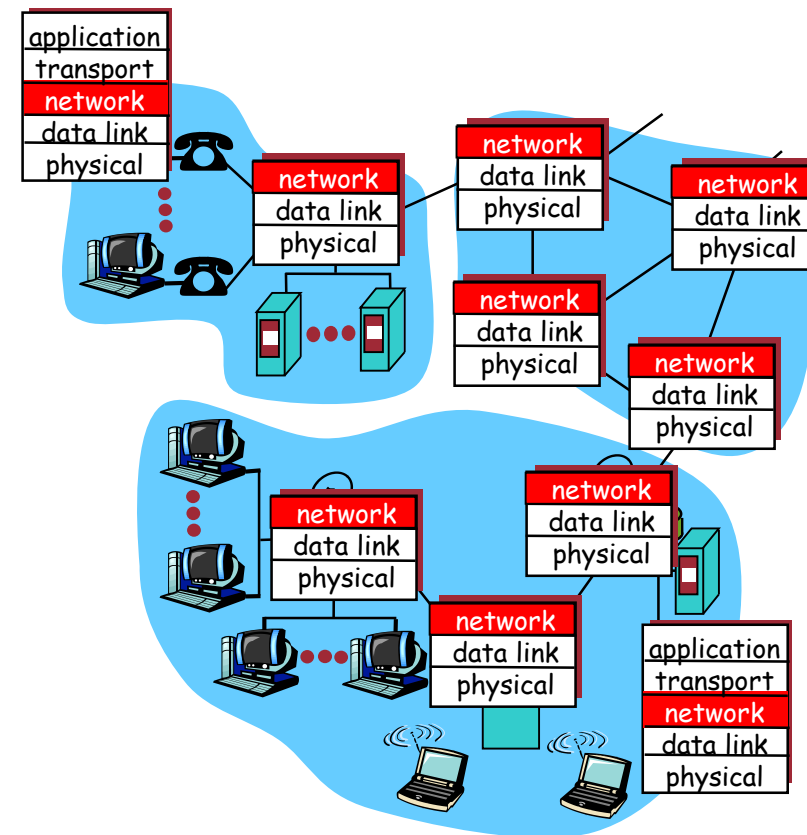 application
transport
network
data link
physical
network
data link
physical
network
data link
physical
network
data link
physical
network
data link
physical
network
data link
physical
network
data link
physical
network
data link
physical
network
data link
physical
application
transport
network
data link
physical